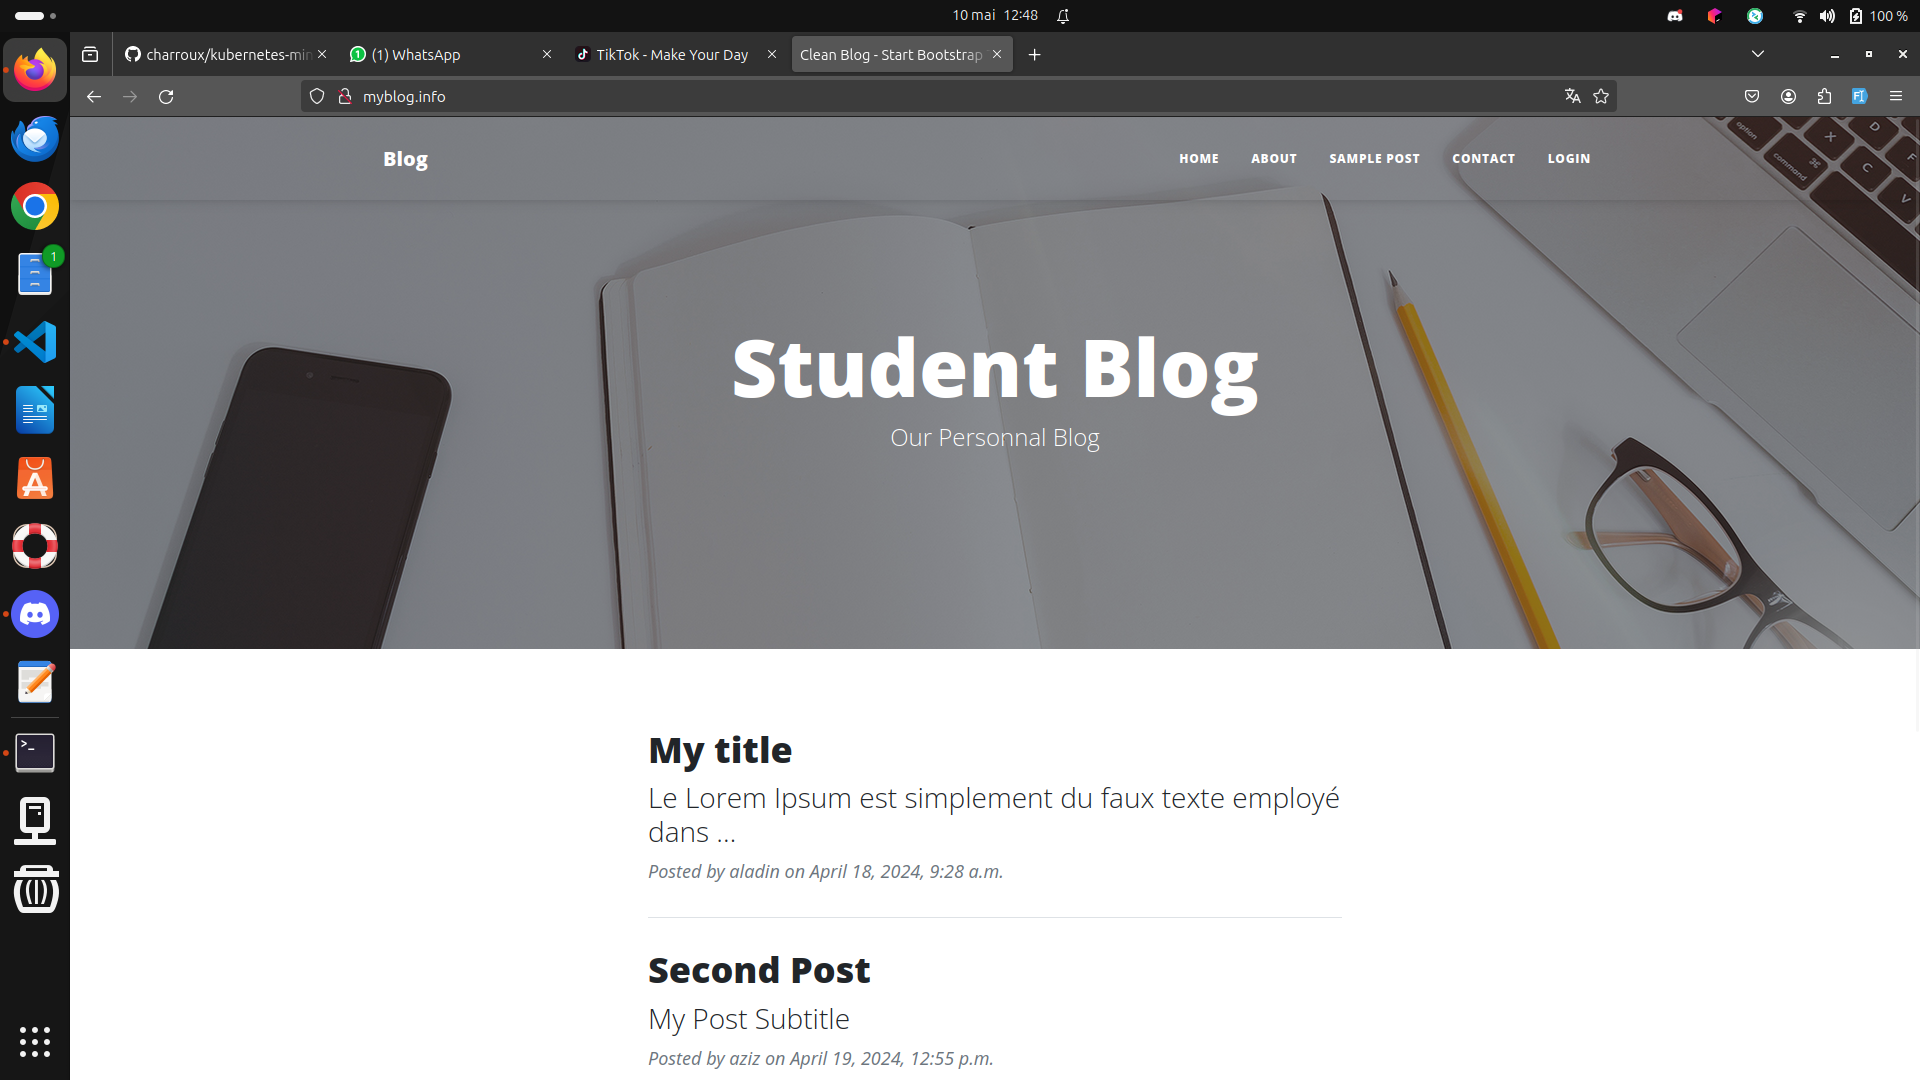 10 mai 12:48
100 %
charroux/kubernetes-min
(1) WhatsApp
TikTok - Make Your Day
Clean Blog - Start Bootstrap
myblog.info
Blog
HOME
ABOUT
SAMPLE POST
CONTACT
LOGIN
option
command
X
C
D
F
V
1
Student Blog
Our Personnal Blog
My title
Le Lorem Ipsum est simplement du faux texte employé
dans ...
Posted by aladin on April 18, 2024, 9:28 a.m.
Second Post
My Post Subtitle
Posted by aziz on April 19, 2024, 12:55 p.m.